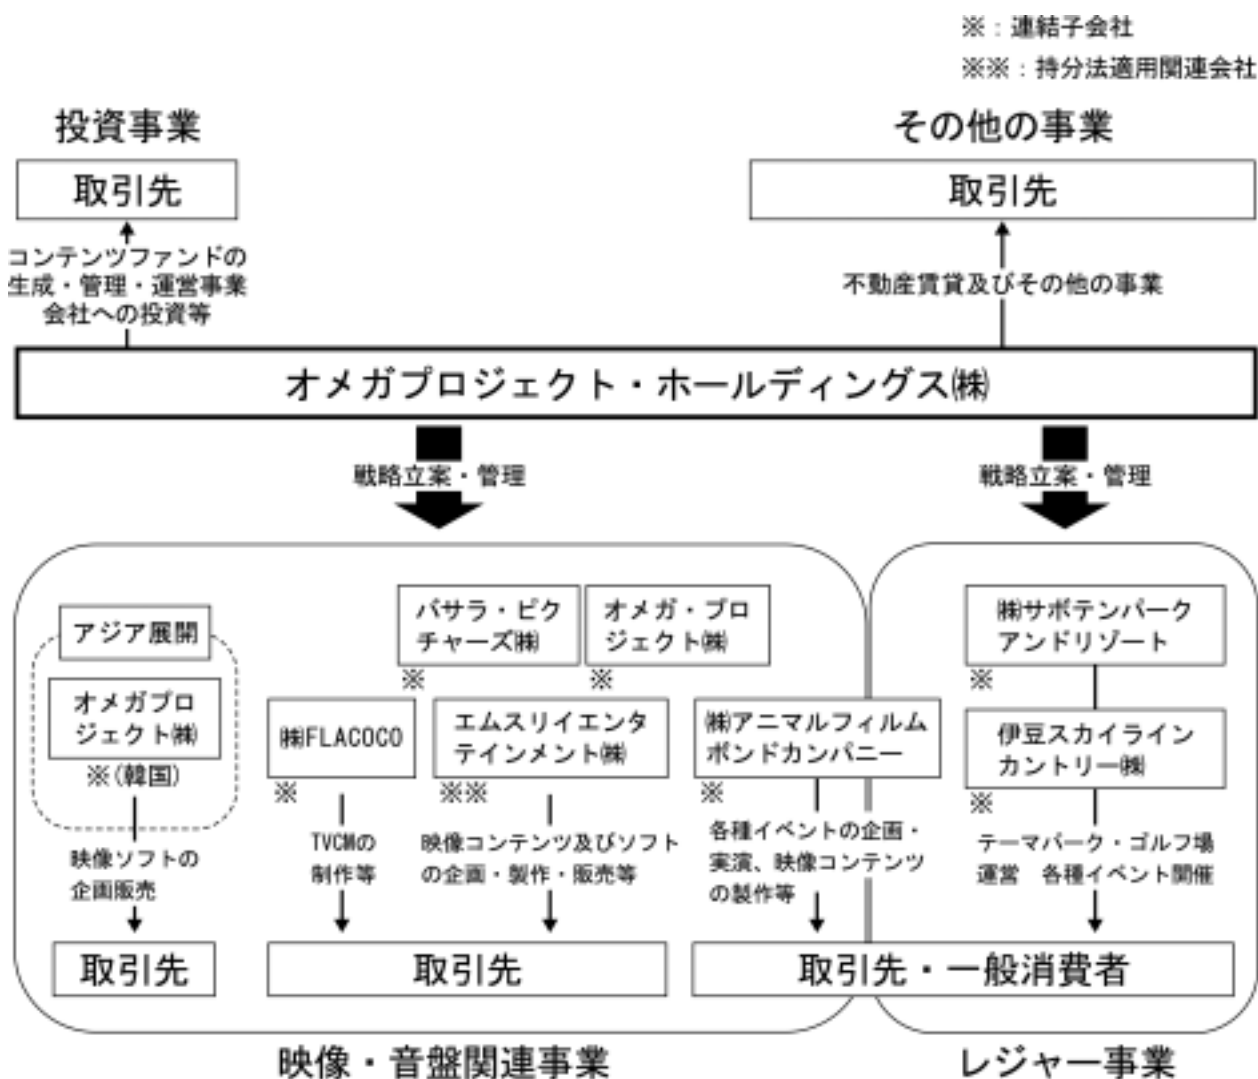 ※：連結子会社
※※：持分法適用関連会社
投資事業
取引先
コンテンツファンドの
生成・管理・運営事業
会社への投資等
その他の事業
取引先
不動産賃貸及びその他の事業
オメガプロジェクト・ホールディングス㈱
戦略立案・管理
戦略立案・管理
アジア展開
オメガプロ
ジェクト㈱
※(韓国)
映像ソフトの
企画販売
取引先
バサラ・ピク
チャーズ㈱
※
オメガ・プロ
ジェクト㈱
※
㈱FLACOCO
※
TVCMの
制作等
エムスリイエンタ
テインメント㈱
※※
映像コンテンツ及びソフト
の企画・製作・販売等
取引先
㈱アニマルフィルム
ボンドカンパニー
※
各種イベントの企画・
実演、映像コンテンツ
の製作等
㈱サボテンパーク
アンドリゾート
※
伊豆スカイライン
カントリー㈱
※
テーマパーク・ゴルフ場
運営　各種イベント開催
取引先・一般消費者
映像・音盤関連事業
レジャー事業